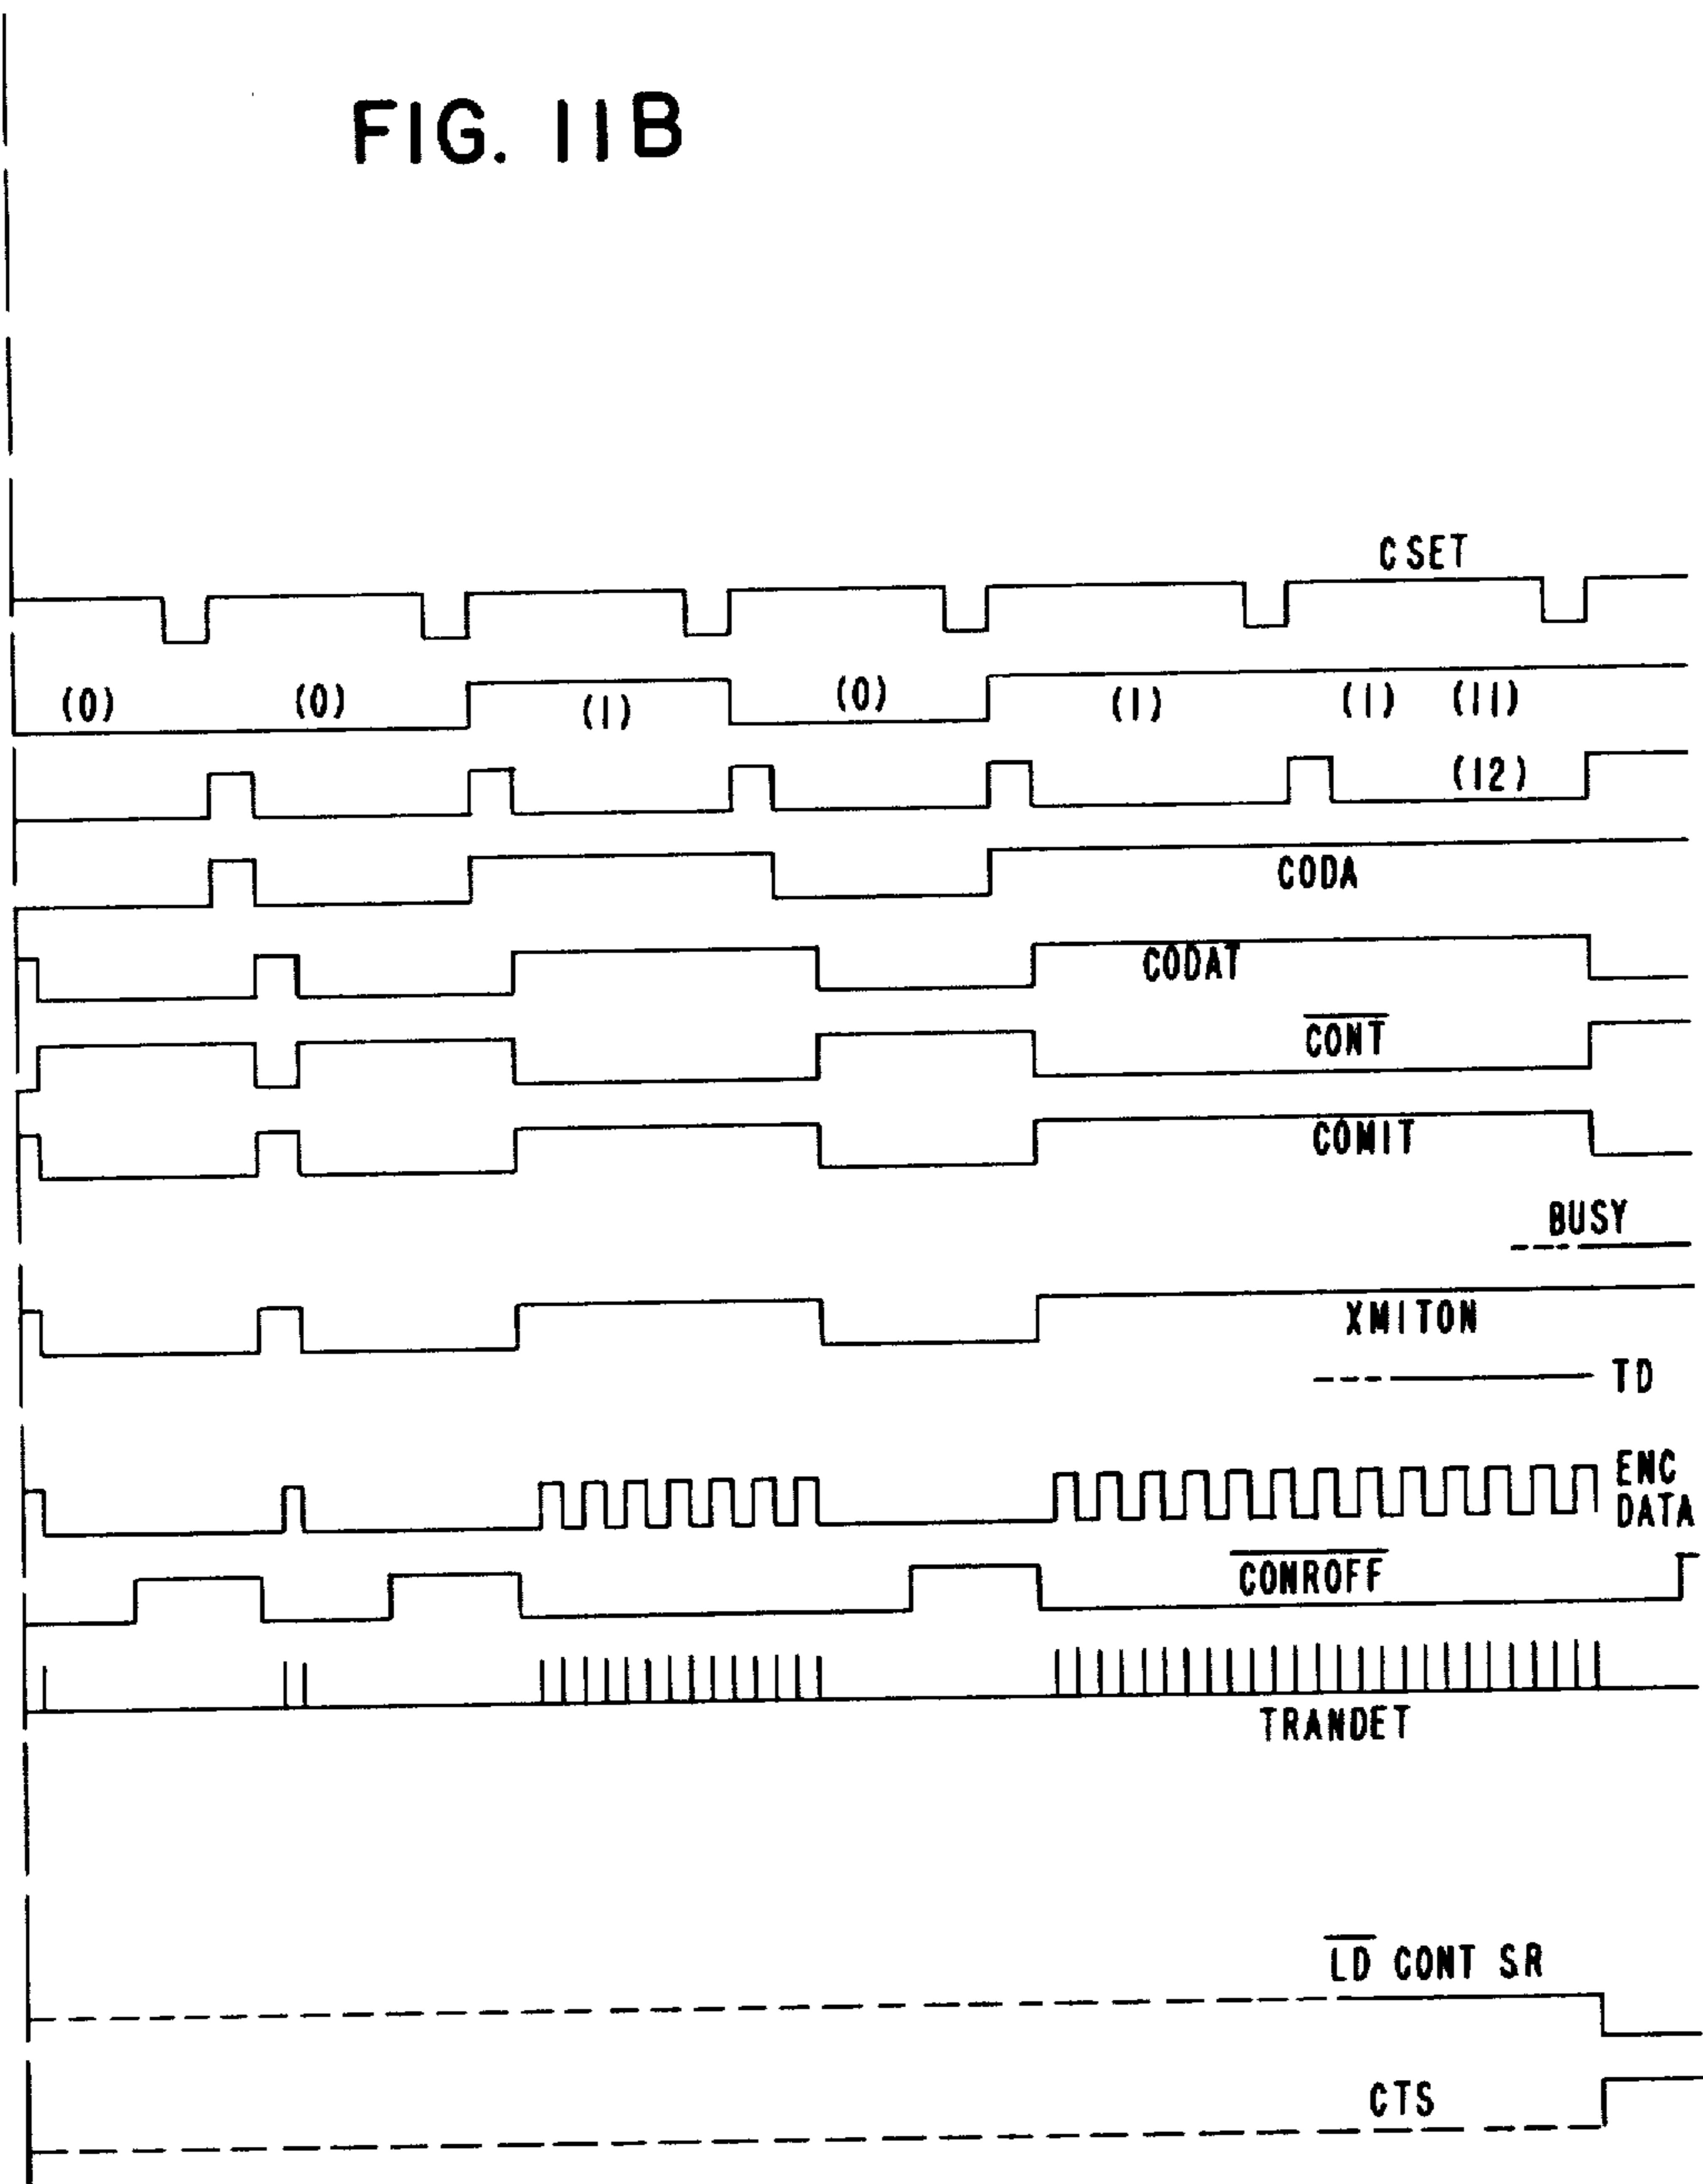 FIG. 11B
CSET
(0) (0) (1) (0) (1) (1) (11)
(12)
CODA
CODAT
CONT
COMIT
BUSY
XMITON
TD
ENC
DATA
CONROFF
TRANDET
LD CONT SR
CTS